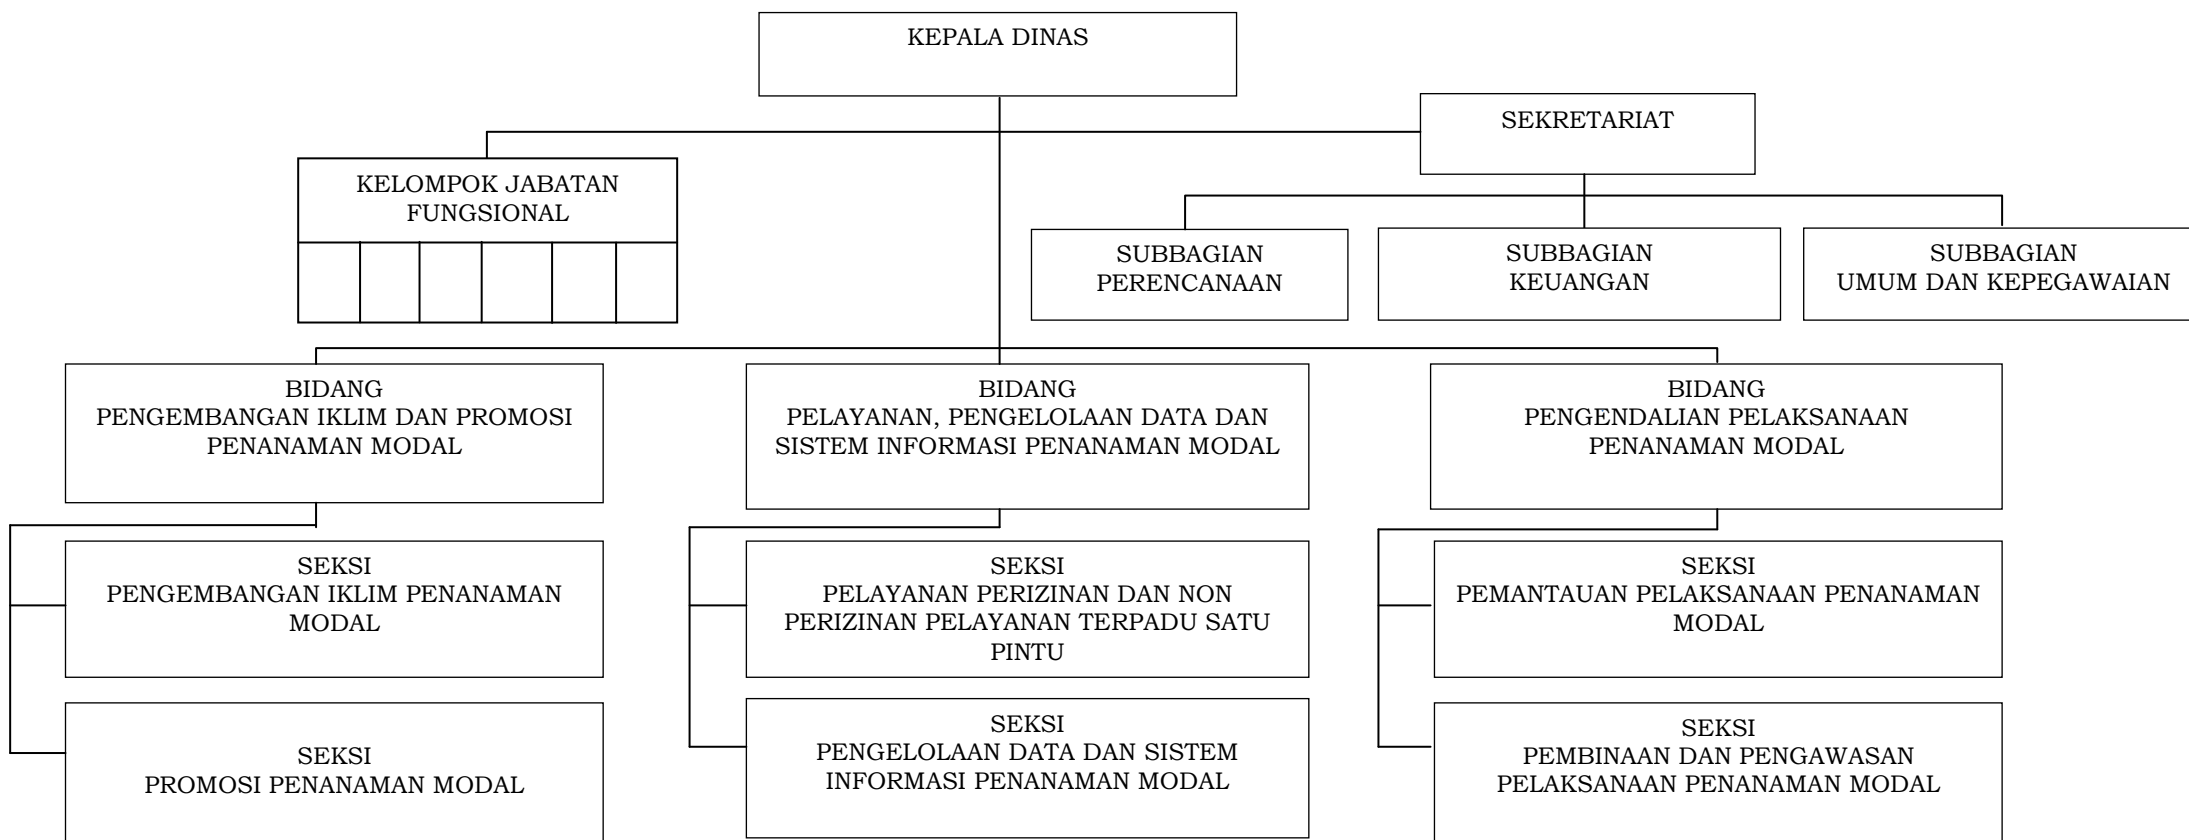 KEPALA DINAS
SEKRETARIAT
KELOMPOK JABATAN
FUNGSIONAL
SUBBAGIAN
PERENCANAAN
SUBBAGIAN
KEUANGAN
SUBBAGIAN
UMUM DAN KEPEGAWAIAN
BIDANG
PENGEMBANGAN IKLIM DAN PROMOSI
PENANAMAN MODAL
BIDANG
PELAYANAN, PENGELOLAAN DATA DAN
SISTEM INFORMASI PENANAMAN MODAL
BIDANG
PENGENDALIAN PELAKSANAAN
PENANAMAN MODAL
SEKSI
PENGEMBANGAN IKLIM PENANAMAN
MODAL
SEKSI
PELAYANAN PERIZINAN DAN NON
PERIZINAN PELAYANAN TERPADU SATU
PINTU
SEKSI
PEMANTAUAN PELAKSANAAN PENANAMAN
MODAL
SEKSI
PROMOSI PENANAMAN MODAL
SEKSI
PENGELOLAAN DATA DAN SISTEM
INFORMASI PENANAMAN MODAL
SEKSI
PEMBINAAN DAN PENGAWASAN
PELAKSANAAN PENANAMAN MODAL